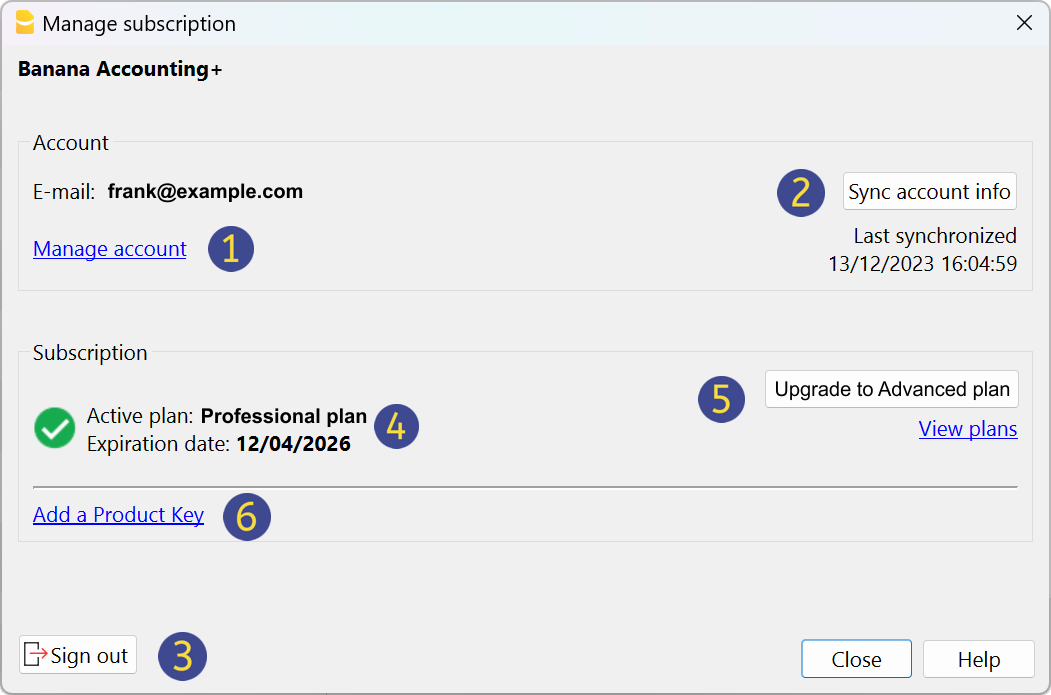 Manage subscription
Banana Accounting+
Account
E-mail: frank@example.com
2
Sync account info
Manage account
1
Last synchronized
13/12/2023 16:04:59
Subscription
5
Upgrade to Advanced plan
Active plan: Professional plan
4
Expiration date: 12/04/2026
View plans
Add a Product Key
6
Sign out
3
Close
Help